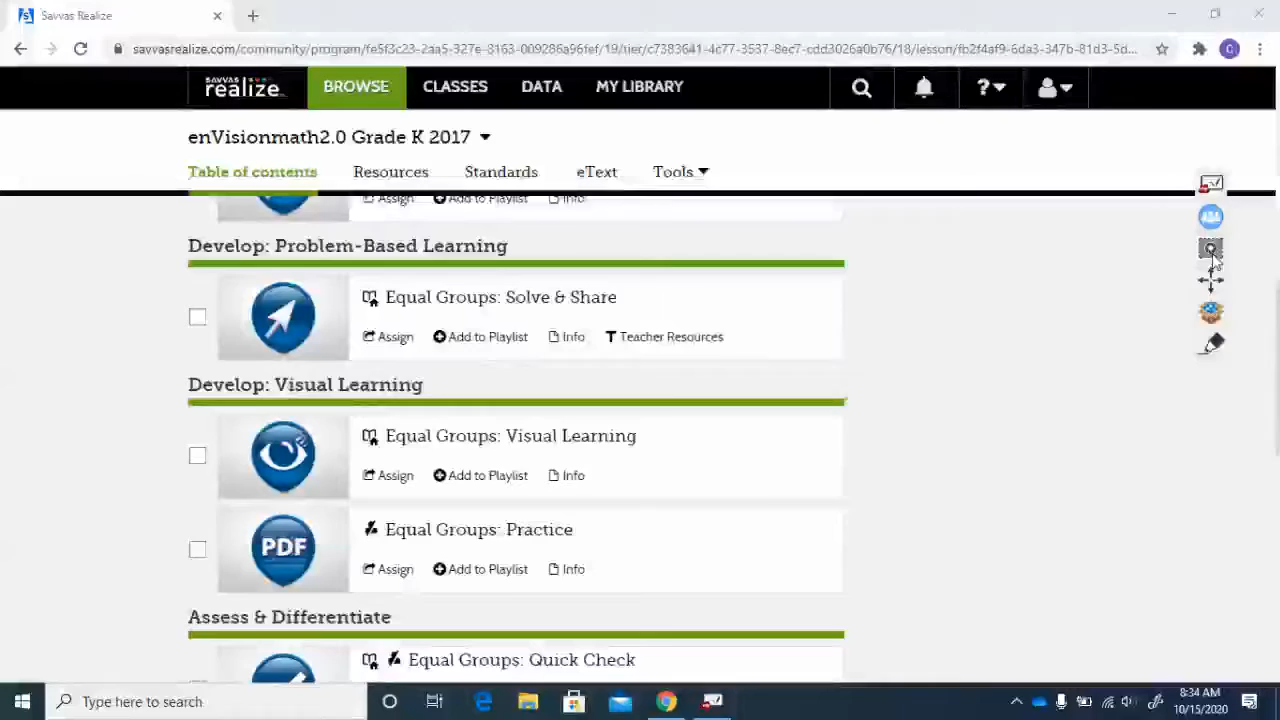 Savvas Realize
savvasrealize.com/community/program/fe5f3c23-2aa5-327e-8163-009286a96fef/19/tier/c7383641-4c77-3537-8ec7-cdd3026a0b76/18/lesson/fb2f4af9-6da3-347b-81d3-5d...
SAVVAS realize BROWSE CLASSES DATA MY LIBRARY
enVisionmath2.0 Grade K 2017
Table of contents Resources Standards eText Tools
Assign Add to Playlist Info
Develop: Problem-Based Learning
Equal Groups: Solve & Share
Assign Add to Playlist Info T Teacher Resources
Develop: Visual Learning
Equal Groups: Visual Learning
Assign Add to Playlist Info
PDF Equal Groups: Practice
Assign Add to Playlist Info
Assess & Differentiate
Equal Groups: Quick Check
Type here to search
8:34 AM
10/15/2020